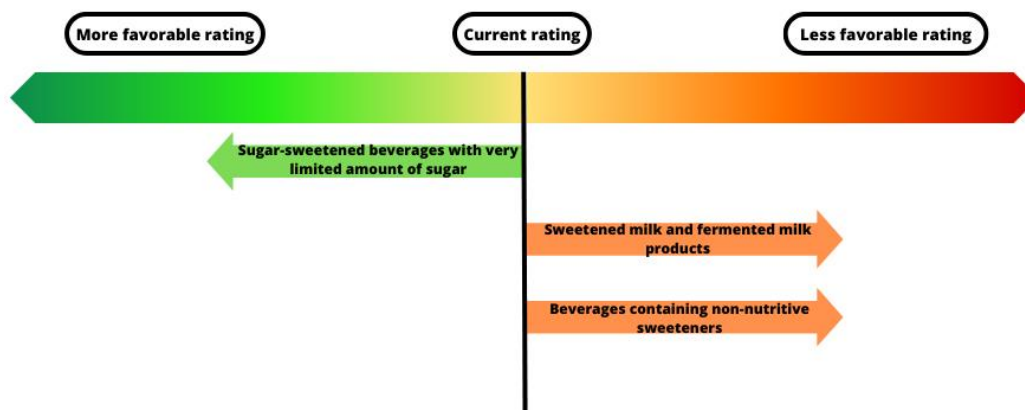 More favorable rating
Current rating
Less favorable rating
Sugar-sweetened beverages with very
limited amount of sugar
Sweetened milk and fermented milk
products
Beverages containing non-nutritive
sweeteners